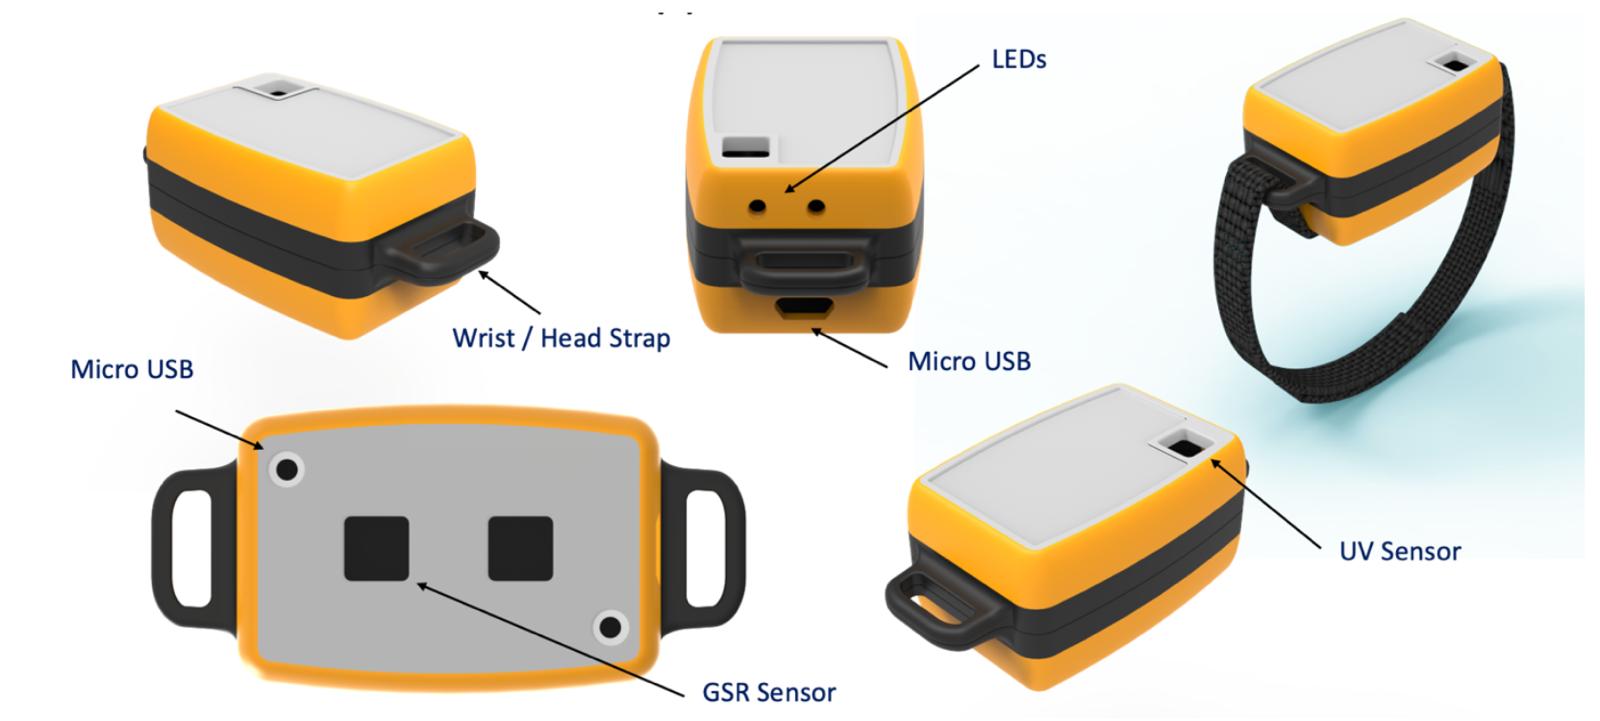 LEDs
Wrist / Head Strap
Micro USB
Micro USB
UV Sensor
GSR Sensor